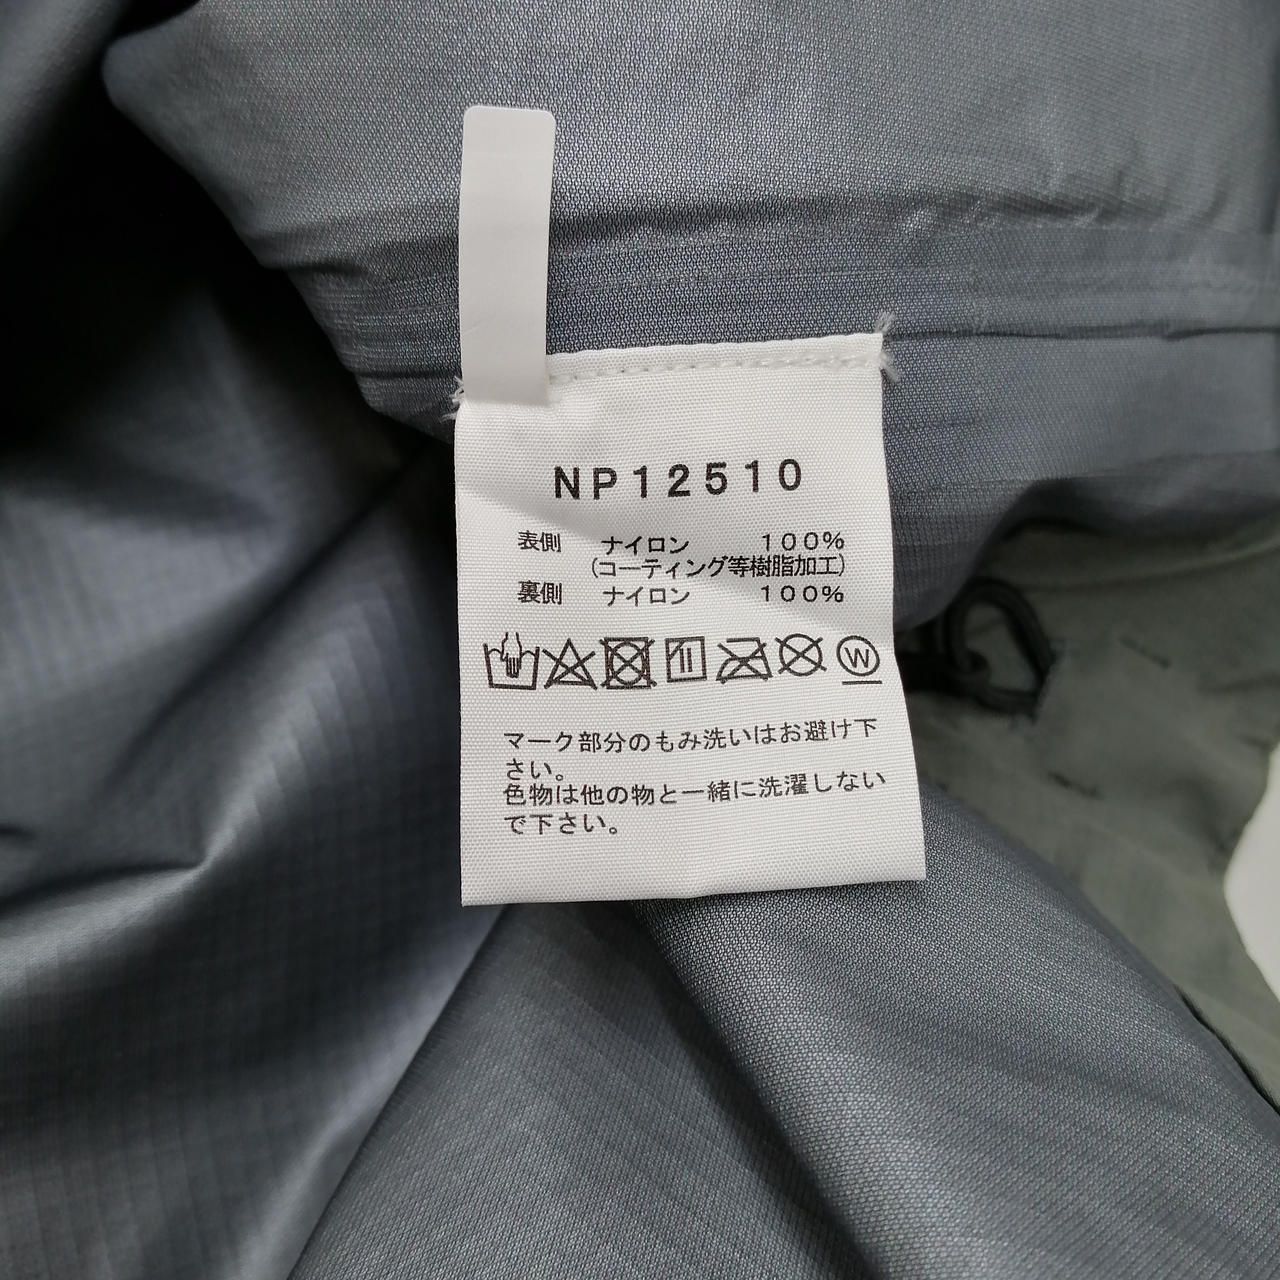 NP12510
表側 ナイロン 100%
(コーティング等樹脂加工)
裏側 ナイロン 100%
W
マーク部分のもみ洗いはお避け下
さい。
色物は他の物と一緒に洗濯しない
で下さい。